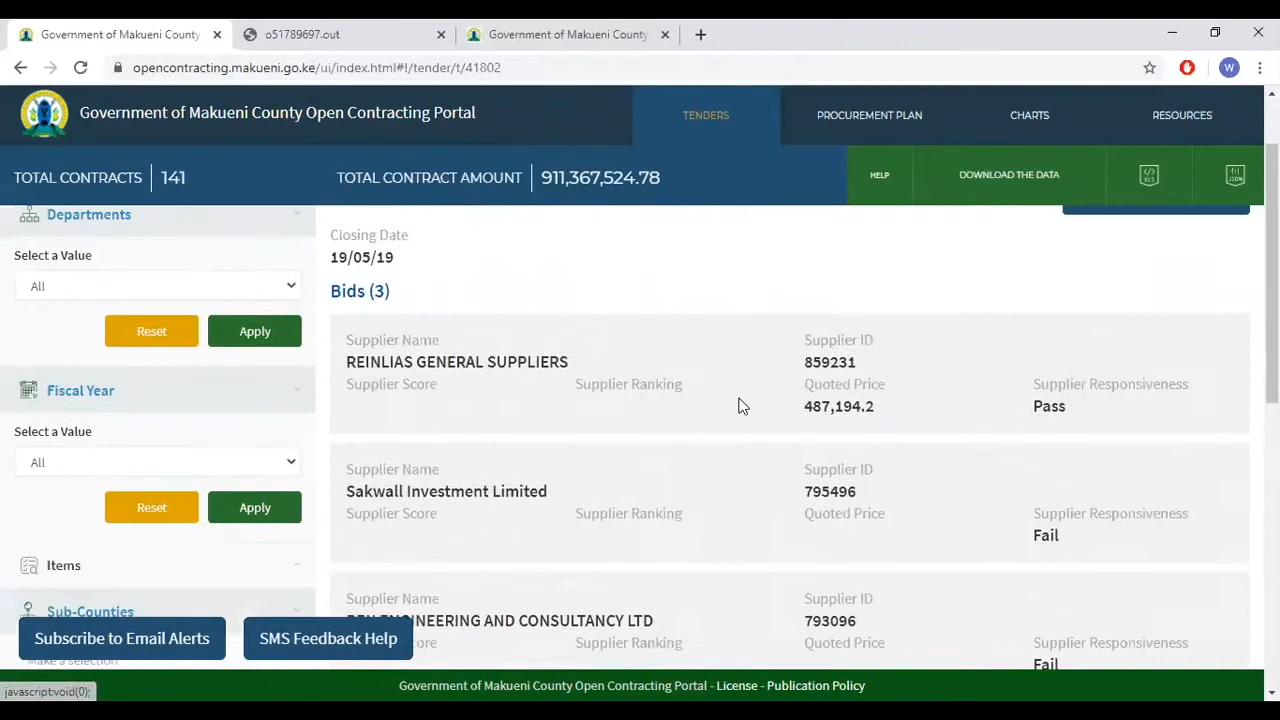 Government of Makueni County
o51789697.out
Government of Makueni County
W
opencontracting.makueni.go.ke/ui/index.html#!/tender/t/41802
Government of Makueni County Open Contracting Portal
TENDERS
PROCUREMENT PLAN
CHARTS
RESOURCES
TOTAL CONTRACTS 141
TOTAL CONTRACT AMOUNT 911,367,524.78
HELP
DOWNLOAD THE DATA
XLS
JSON
Departments
Select a Value
All
Reset Apply
Fiscal Year
Select a Value
All
Reset Apply
Items
Sub-Counties
Make a selection
Subscribe to Email Alerts
SMS Feedback Help
Closing Date
19/05/19
Bids (3)
Supplier Name Supplier ID
REINLIAS GENERAL SUPPLIERS 859231
Supplier Score Supplier Ranking Quoted Price Supplier Responsiveness
487,194.2 Pass
Supplier Name Supplier ID
Sakwall Investment Limited 795496
Supplier Score Supplier Ranking Quoted Price Supplier Responsiveness
Fail
Supplier Name Supplier ID
ENGINEERING AND CONSULTANCY LTD 793096
Score Supplier Ranking Quoted Price Supplier Responsiveness
Fail
Government of Makueni County Open Contracting Portal - License - Publication Policy
javascript:void(0);